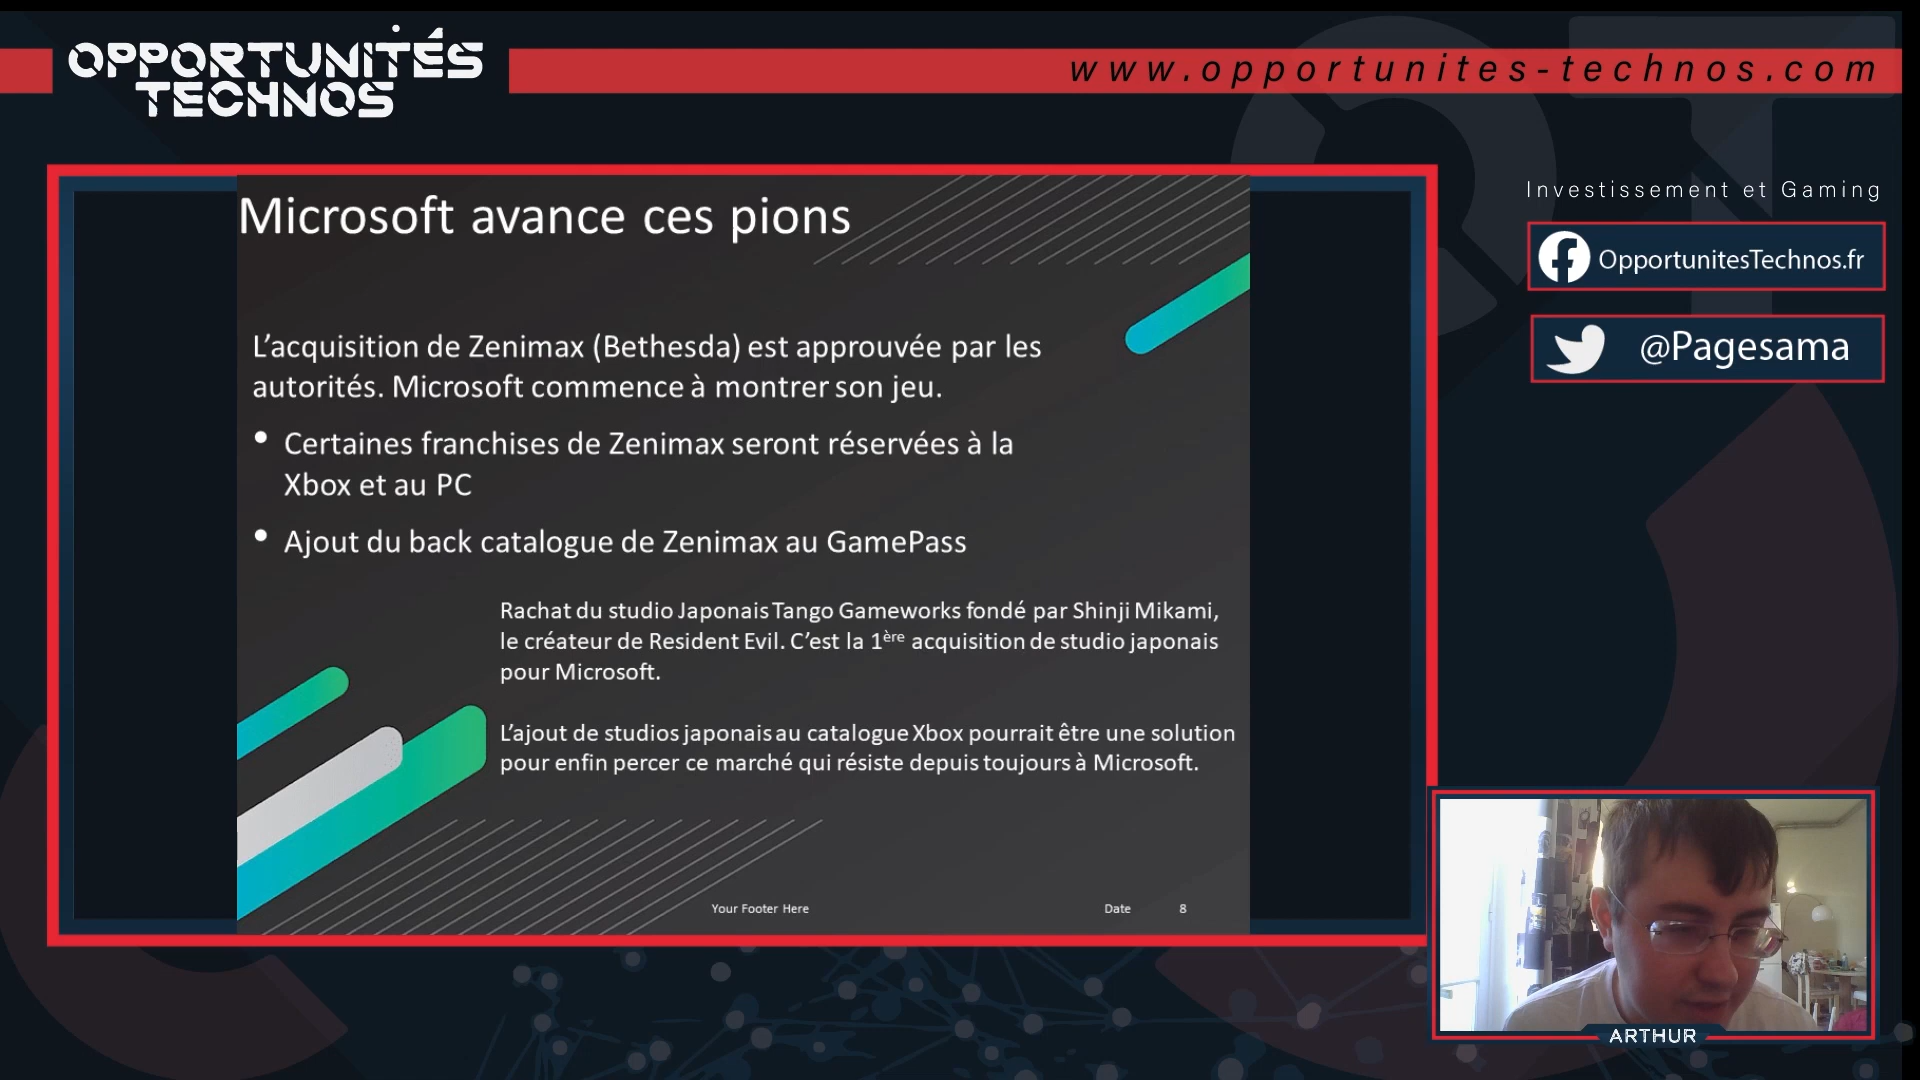 OPPORTUNITÉS
TECHNOS
www.opportunites-technos.com
Investissement et Gaming
OpportunitesTechnos.fr
@Pagesama
Microsoft avance ces pions
L’acquisition de Zenimax (Bethesda) est approuvée par les
autorités. Microsoft commence à montrer son jeu.
• Certaines franchises de Zenimax seront réservées à la
Xbox et au PC
• Ajout du back catalogue de Zenimax au GamePass
Rachat du studio Japonais Tango Gameworks fondé par Shinji Mikami,
le créateur de Resident Evil. C’est la 1ère acquisition de studio japonais
pour Microsoft.
L’ajout de studios japonais au catalogue Xbox pourrait être une solution
pour enfin percer ce marché qui résiste depuis toujours à Microsoft.
Your Footer Here
Date
8
ARTHUR